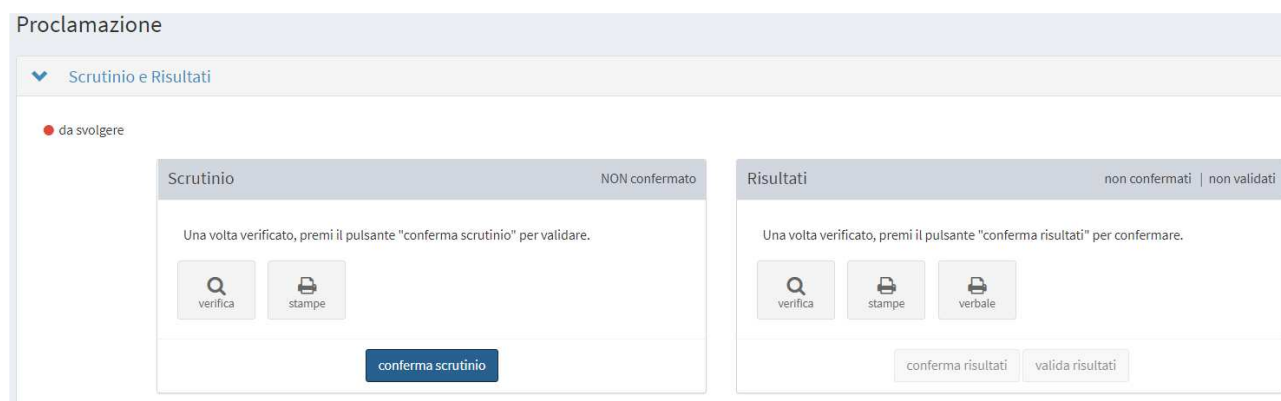 Proclamazione
Scrutinio e Risultati
da svolgere
Scrutinio NON confermato
Una volta verificato, premi il pulsante "conferma scrutinio" per validare.
verifica stampe
conferma scrutinio
Risultati non confermati | non validati
Una volta verificato, premi il pulsante "conferma risultati" per confermare.
verifica stampe verbale
conferma risultati valida risultati